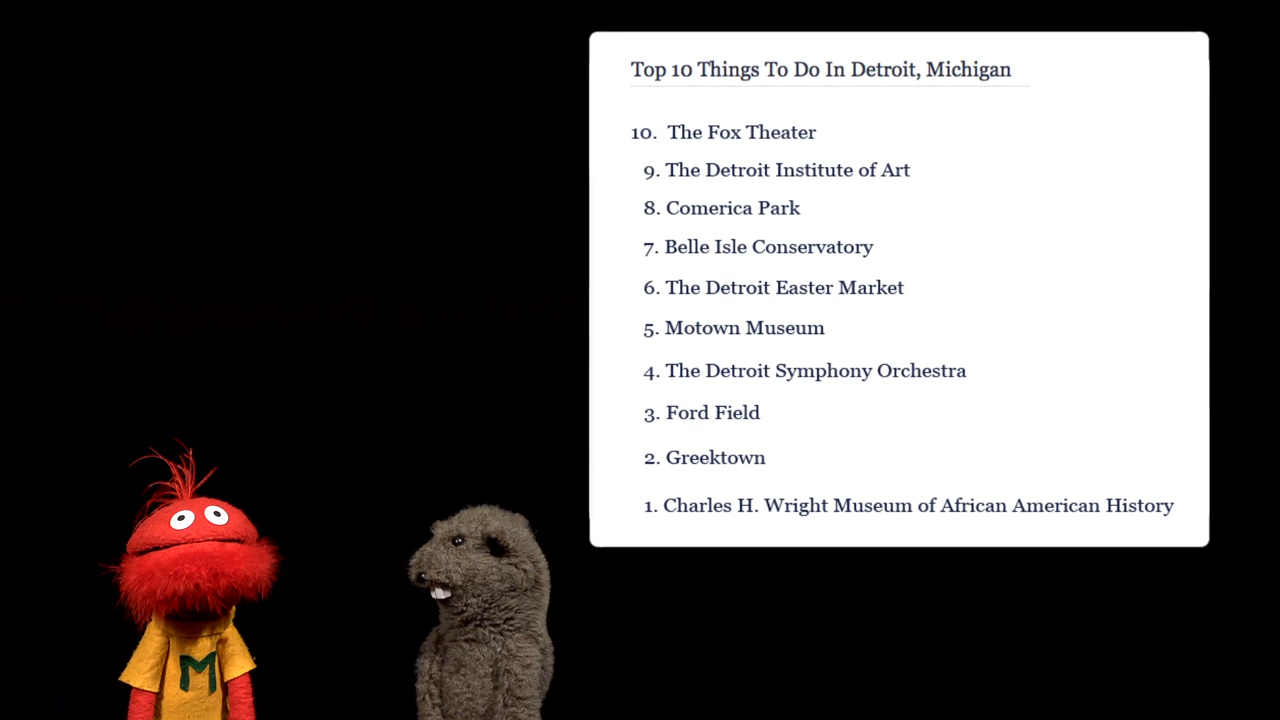 Top 10 Things To Do In Detroit, Michigan
10. The Fox Theater
9. The Detroit Institute of Art
8. Comerica Park
7. Belle Isle Conservatory
6. The Detroit Easter Market
5. Motown Museum
4. The Detroit Symphony Orchestra
3. Ford Field
2. Greektown
1. Charles H. Wright Museum of African American History
M